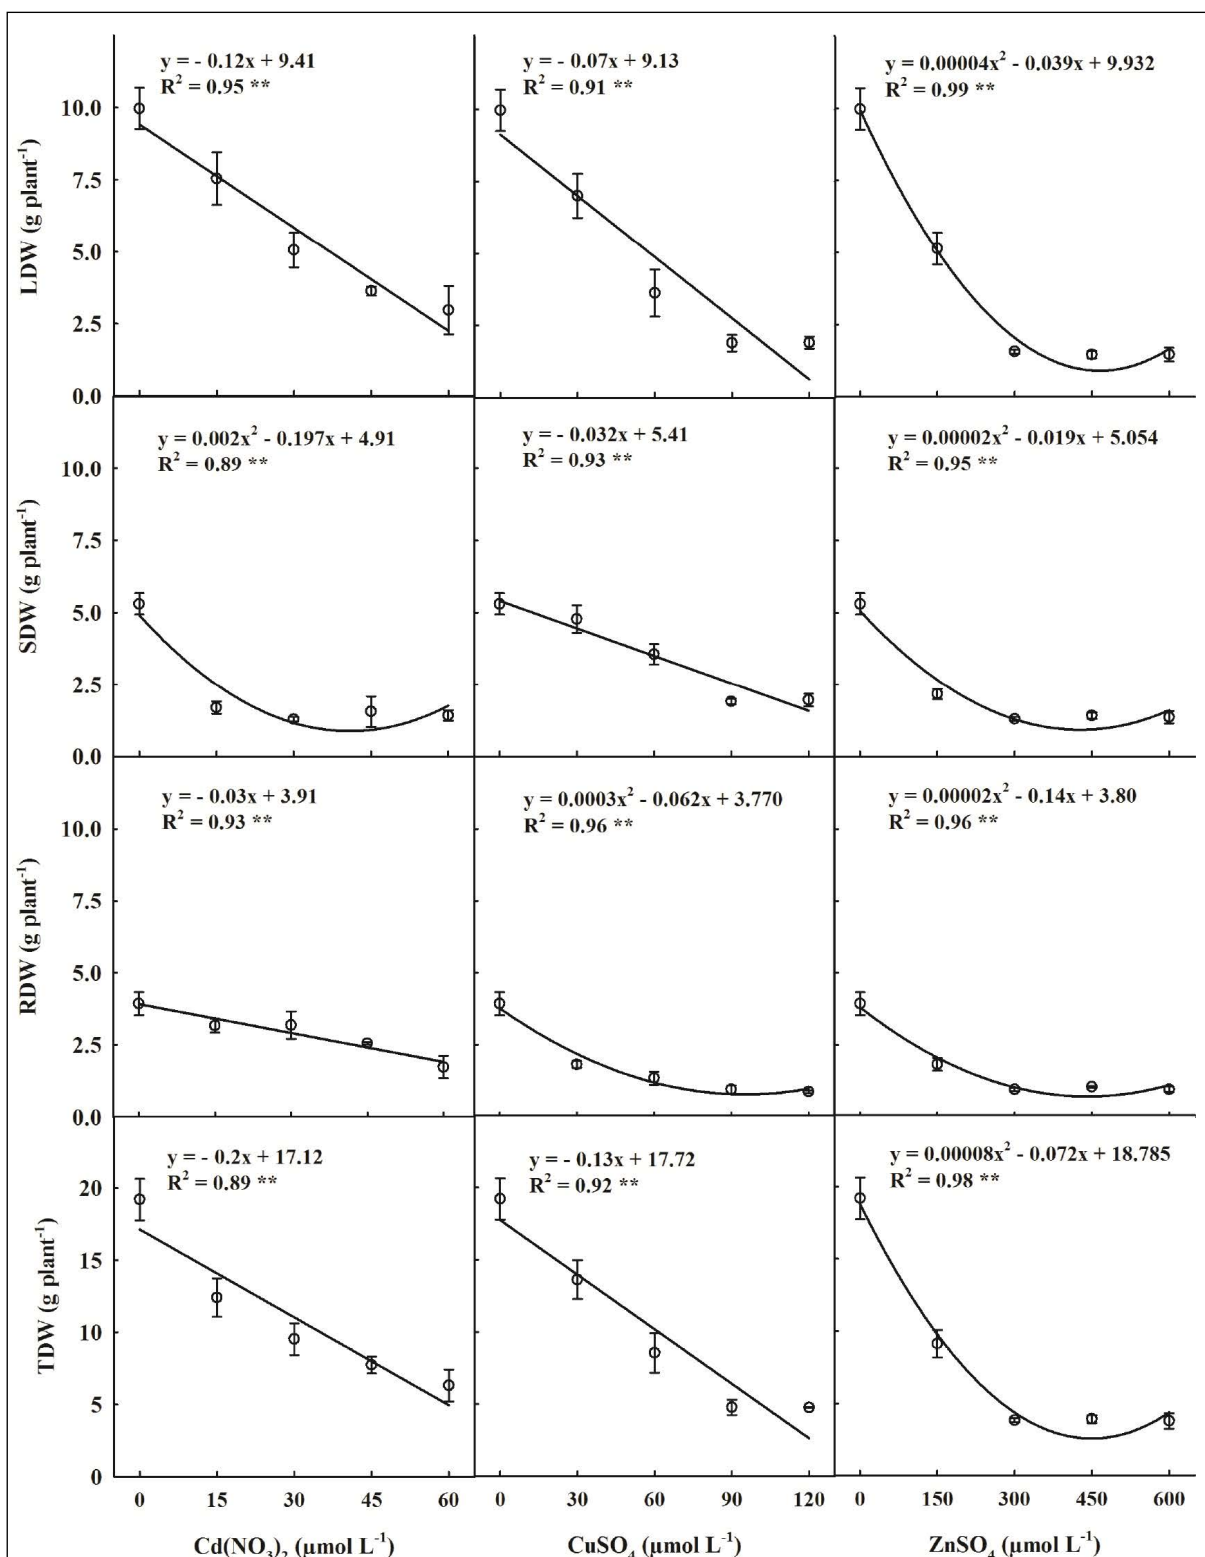 y = - 0.12x + 9.41
R² = 0.95 **
y = - 0.07x + 9.13
R² = 0.91 **
y = 0.00004x² - 0.039x + 9.932
R² = 0.99 **
LDW (g plant⁻¹)
10.0
7.5
5.0
2.5
0.0
y = 0.002x² - 0.197x + 4.91
R² = 0.89 **
y = - 0.032x + 5.41
R² = 0.93 **
y = 0.00002x² - 0.019x + 5.054
R² = 0.95 **
SDW (g plant⁻¹)
10.0
7.5
5.0
2.5
0.0
y = - 0.03x + 3.91
R² = 0.93 **
y = 0.0003x² - 0.062x + 3.770
R² = 0.96 **
y = 0.00002x² - 0.14x + 3.80
R² = 0.96 **
RDW (g plant⁻¹)
10.0
7.5
5.0
2.5
0.0
y = - 0.2x + 17.12
R² = 0.89 **
y = - 0.13x + 17.72
R² = 0.92 **
y = 0.00008x² - 0.072x + 18.785
R² = 0.98 **
TDW (g plant⁻¹)
20
15
10
5
0
0 15 30 45 60
0 30 60 90 120
0 150 300 450 600
Cd(NO₃)₂ (µmol L⁻¹)
CuSO₄ (µmol L⁻¹)
ZnSO₄ (µmol L⁻¹)